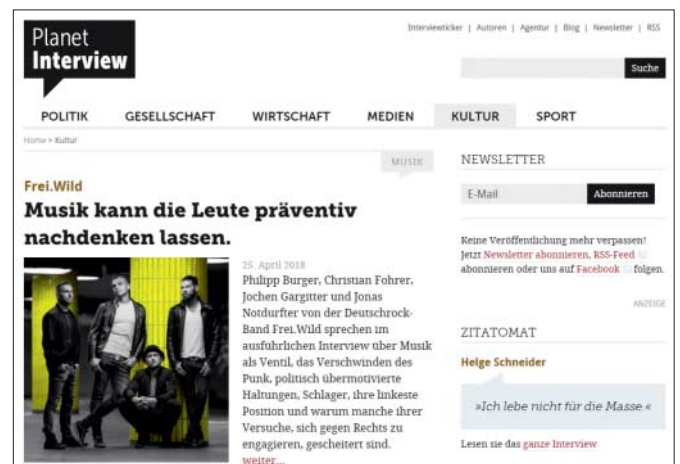 Planet
Interview
Interviewticker | Autoren | Agentur | Blog | Newsletter | RSS
Suche
POLITIK GESELLSCHAFT WIRTSCHAFT MEDIEN KULTUR SPORT
Home > Kultur
MUSIK
Frei.Wild
Musik kann die Leute präventiv
nachdenken lassen.
25. April 2018
Philipp Burger, Christian Fohrer,
Jochen Gargitter und Jonas
Notdurfter von der Deutschrock-
Band Frei.Wild sprechen im
ausführlichen Interview über Musik
als Ventil, das Verschwinden des
Punk, politisch übermotivierte
Haltungen, Schlager, ihre linkeste
Position und warum manche ihrer
Versuche, sich gegen Rechts zu
engagieren, gescheitert sind.
weiter...
NEWSLETTER
E-Mail
Abonnieren
Keine Veröffentlichung mehr verpassen!
Jetzt Newsletter abonnieren, RSS-Feed
abonnieren oder uns auf Facebook folgen.
ANZEIGE
ZITATOMAT
Helge Schneider
»Ich lebe nicht für die Masse.«
Lesen sie das ganze Interview